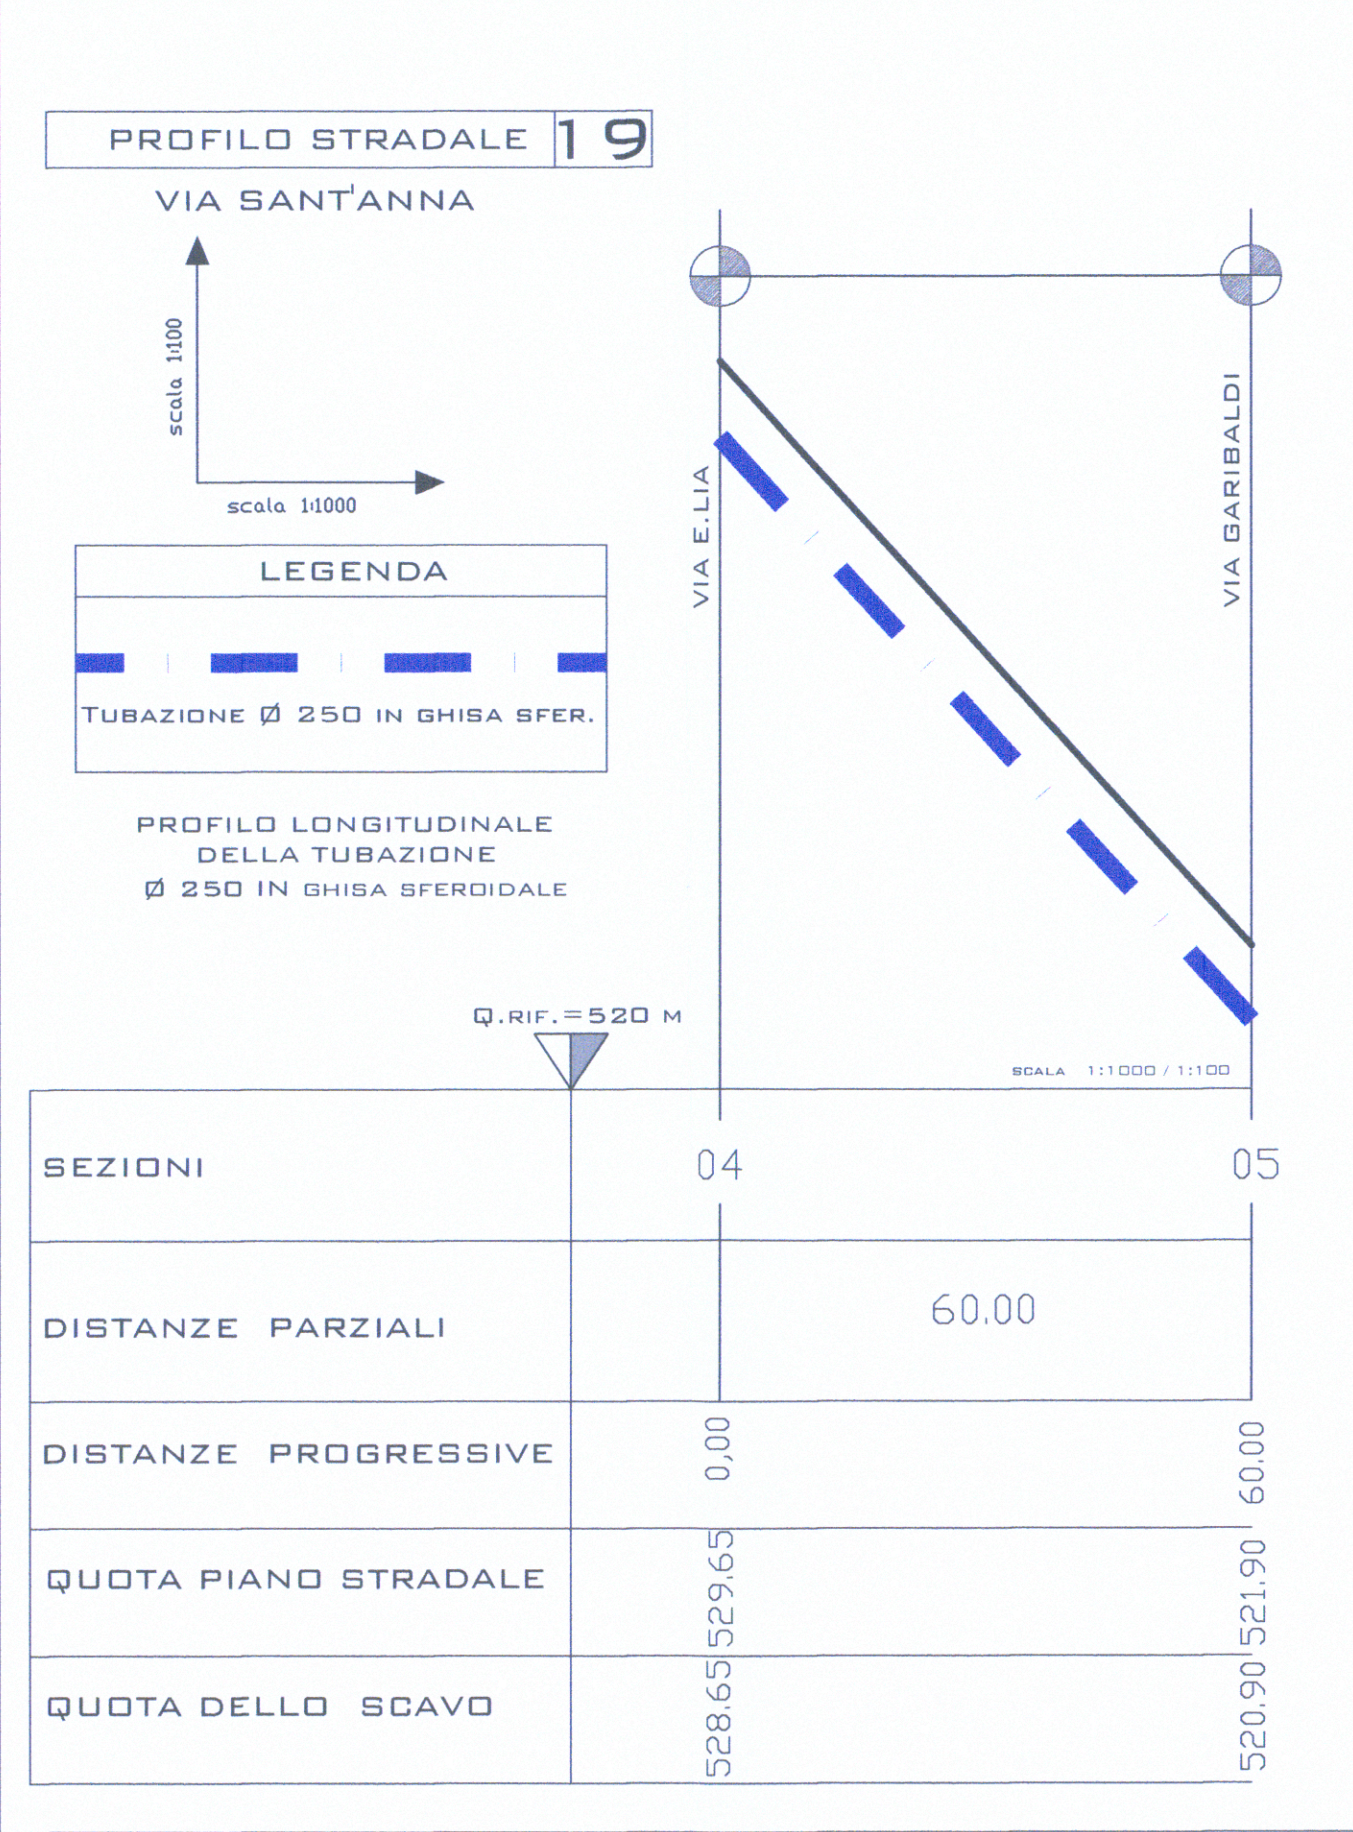 PROFILO STRADALE 19
VIA SANT'ANNA
scala 1:100
scala 1:1000
LEGENDA
TUBAZIONE Ø 250 IN GHISA SFER.
PROFILO LONGITUDINALE
DELLA TUBAZIONE
Ø 250 IN GHISA SFEROIDALE
VIA E.LIA
VIA GARIBALDI
Q.RIF.=520 M
SCALA 1:1000 / 1:100
SEZIONI 04 05
DISTANZE PARZIALI 60.00
DISTANZE PROGRESSIVE 0,00 60.00
QUOTA PIANO STRADALE 529.65 521.90
QUOTA DELLO SCAVO 528.65 520.90